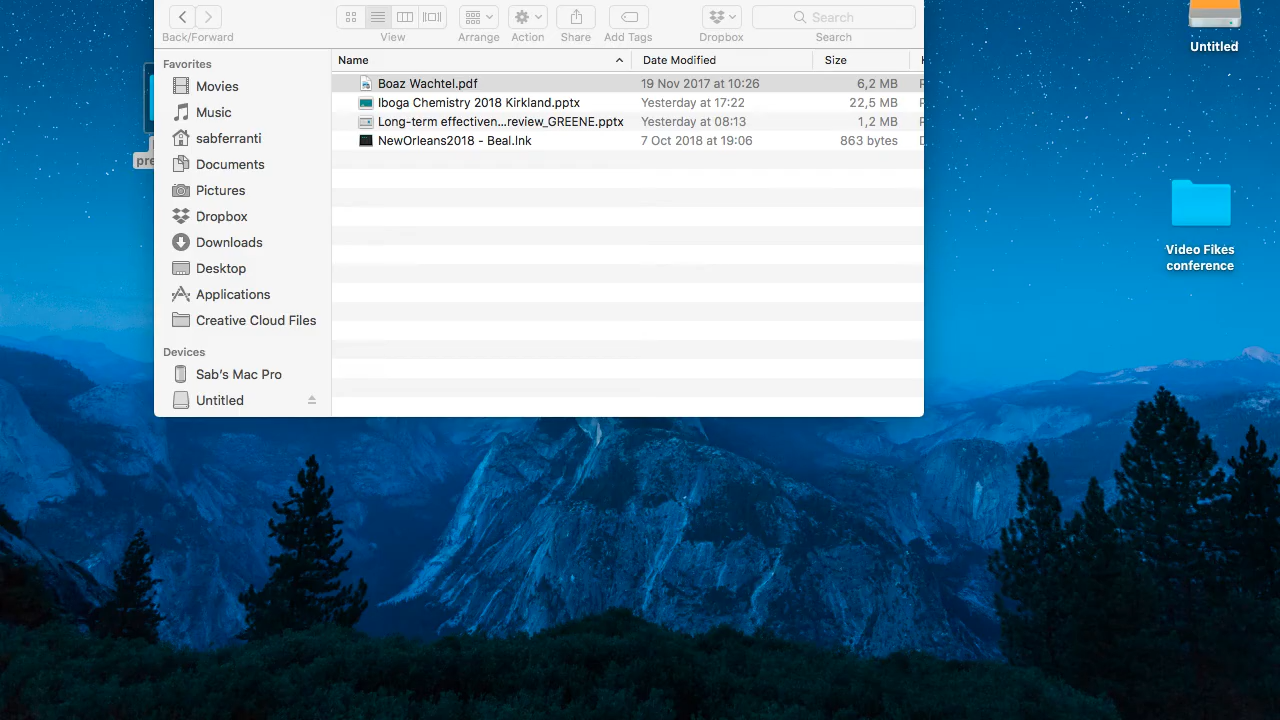 Back/Forward View Arrange Action Share Add Tags Dropbox Search Search
Untitled
Favorites
Movies
Music
sabferranti
Documents
Pictures
Dropbox
Downloads
Desktop
Applications
Creative Cloud Files
Devices
Sab's Mac Pro
Untitled
Name Date Modified Size
Boaz Wachtel.pdf 19 Nov 2017 at 10:26 6,2 MB
Iboga Chemistry 2018 Kirkland.pptx Yesterday at 17:22 22,5 MB
Long-term effectiven...review_GREENE.pptx Yesterday at 08:13 1,2 MB
NewOrleans2018 - Beal.lnk 7 Oct 2018 at 19:06 863 bytes
pre
Video Fikes
conference